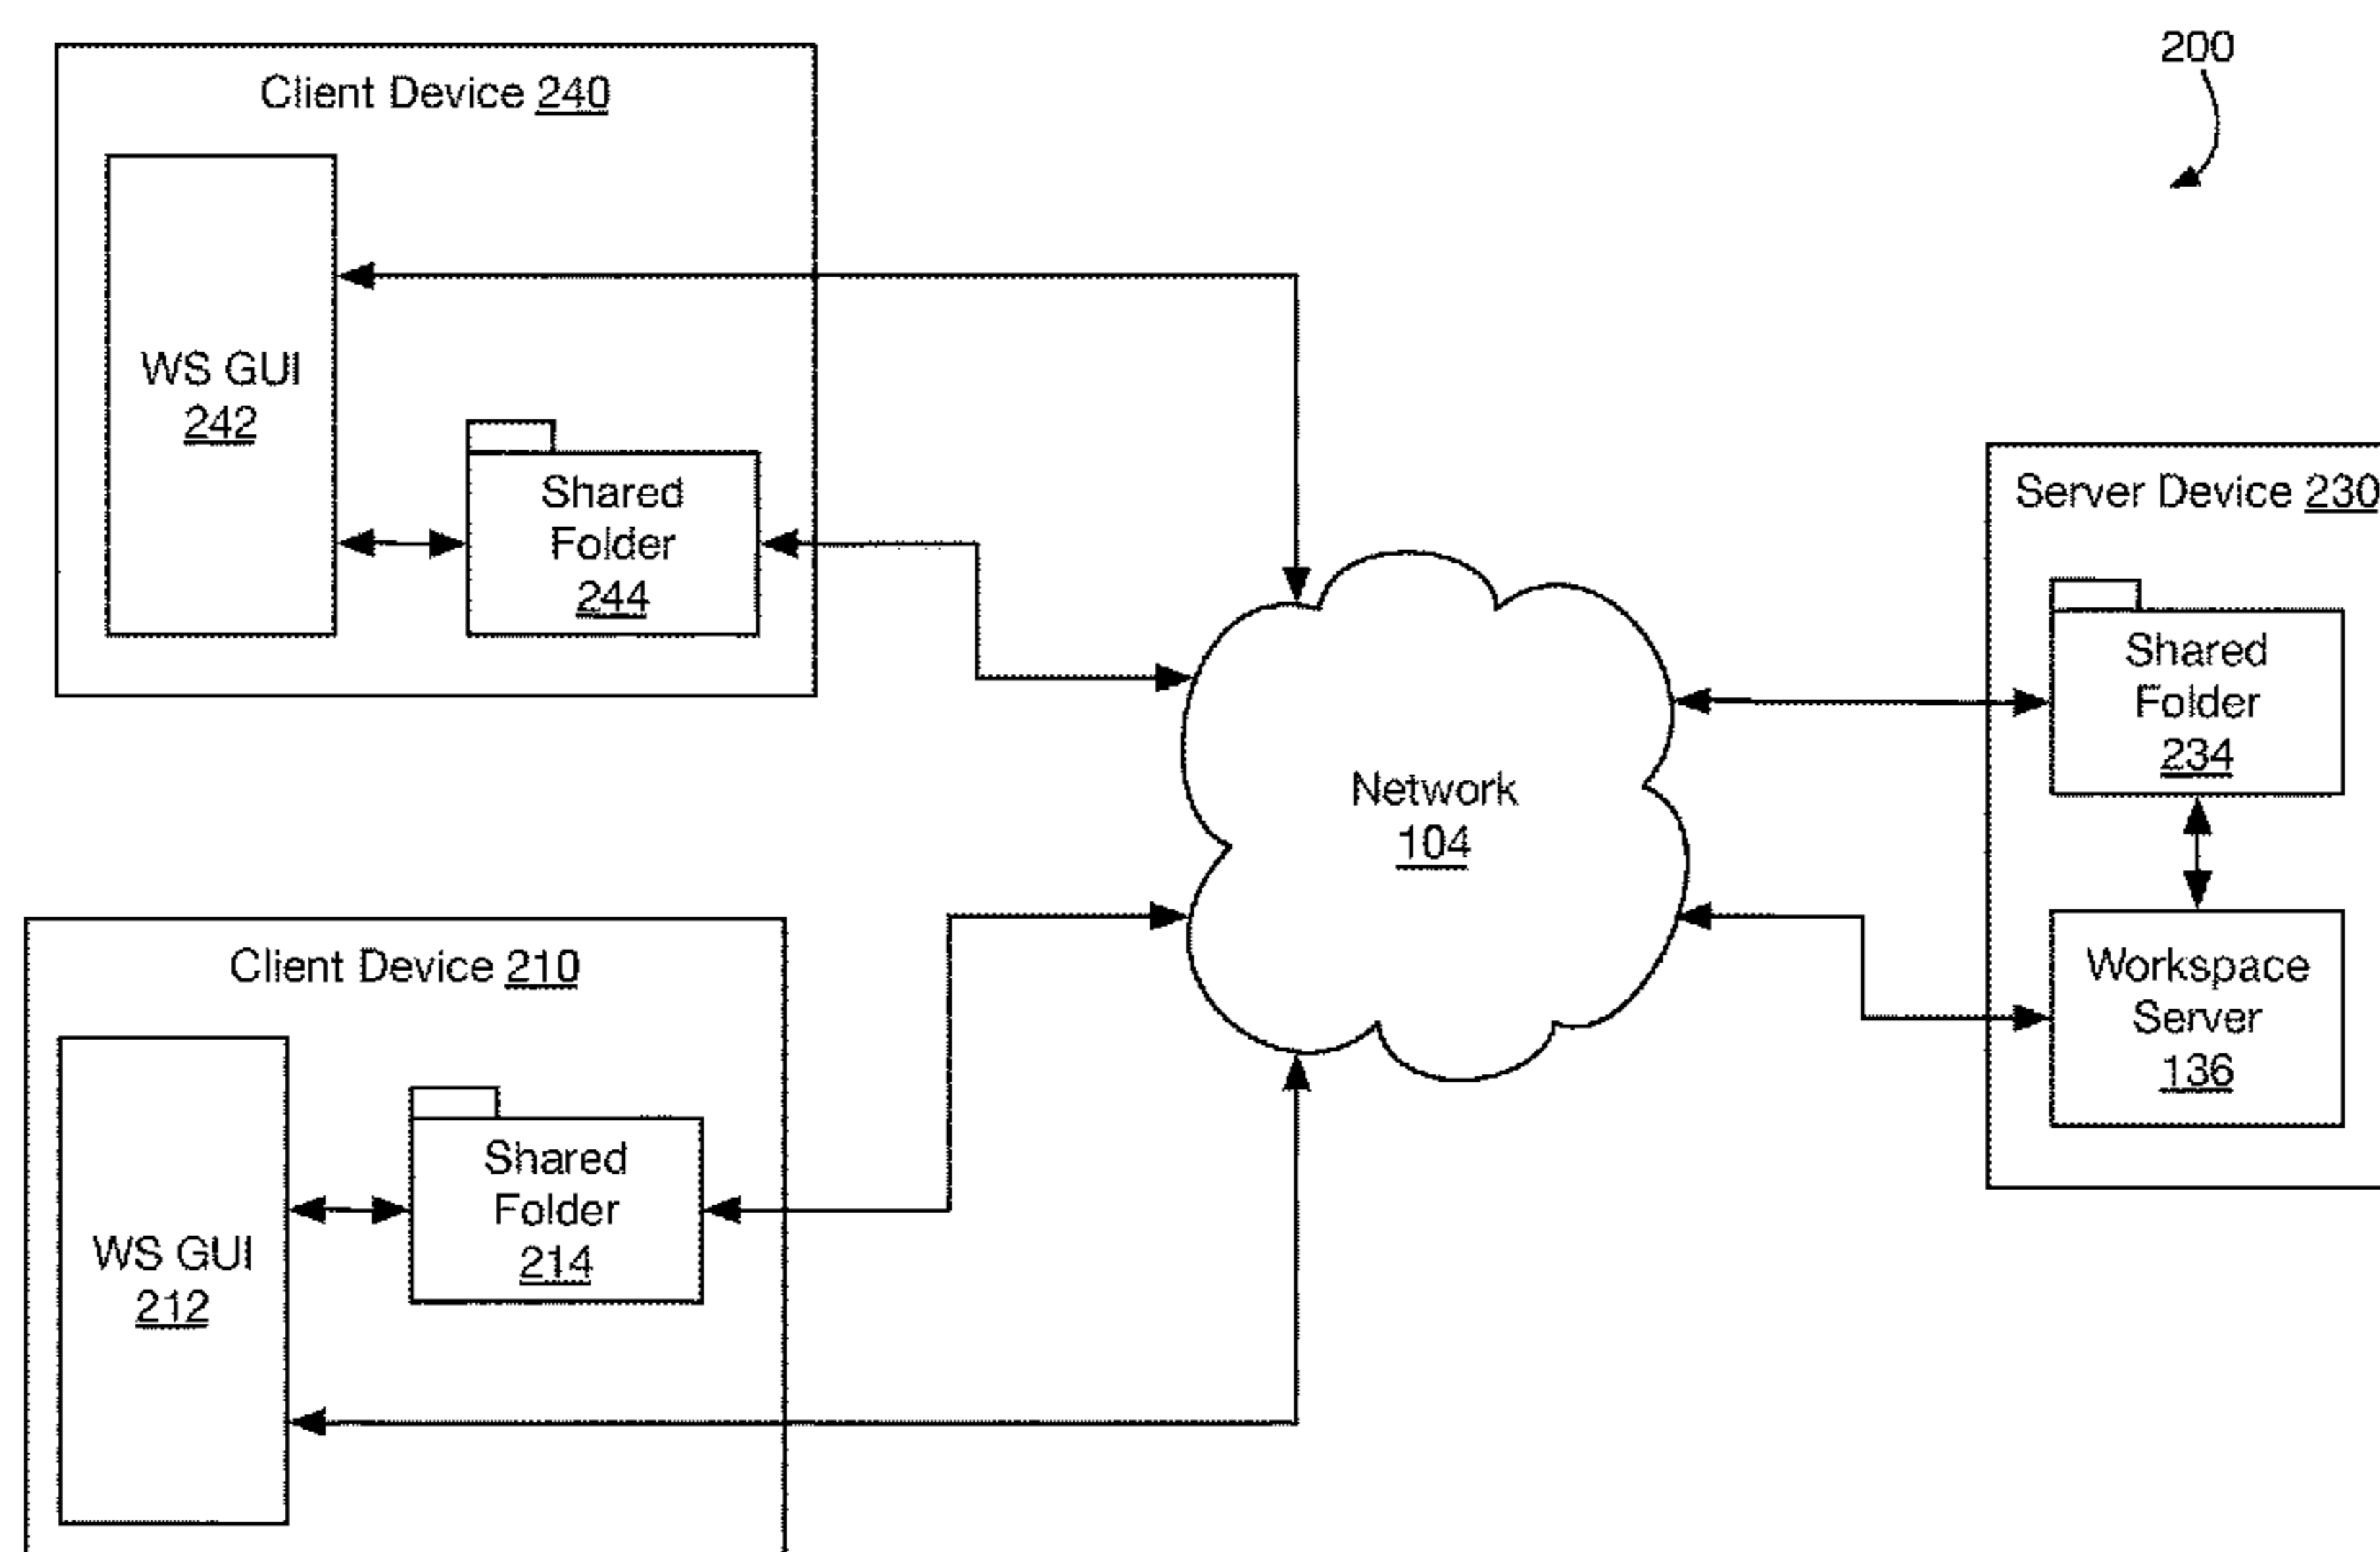 200
Client Device 240
WS GUI
242
Shared
Folder
244
Server Device 230
Shared
Folder
234
Network
104
Workspace
Server
136
Client Device 210
WS GUI
212
Shared
Folder
214